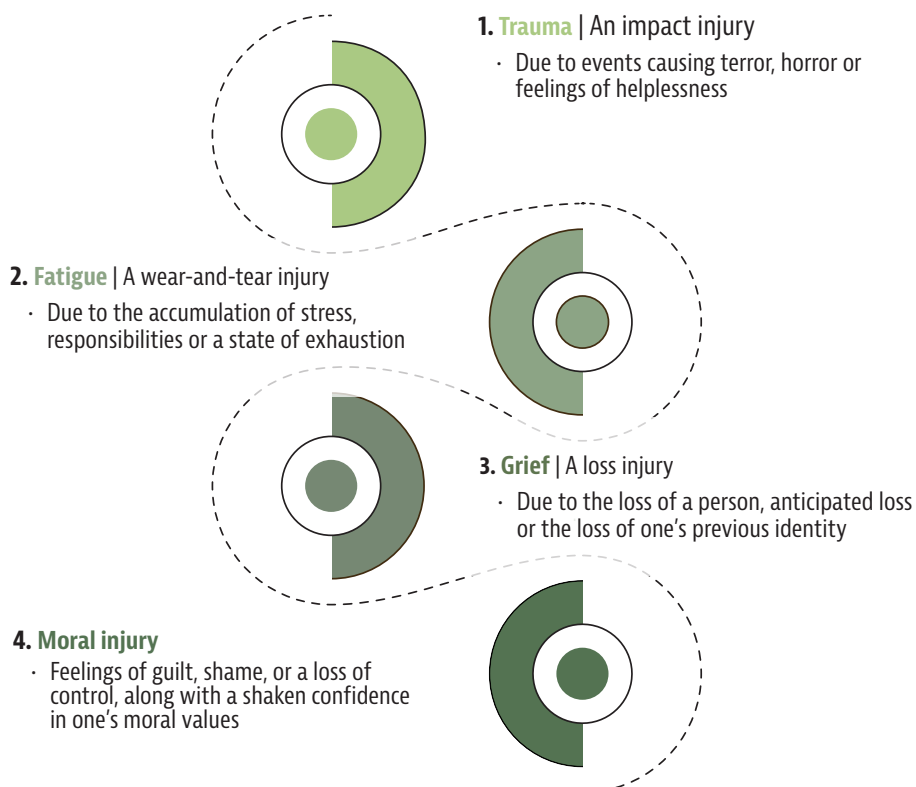 1. Trauma | An impact injury
· Due to events causing terror, horror or
feelings of helplessness
2. Fatigue | A wear-and-tear injury
· Due to the accumulation of stress,
responsibilities or a state of exhaustion
3. Grief | A loss injury
· Due to the loss of a person, anticipated loss
or the loss of one’s previous identity
4. Moral injury
· Feelings of guilt, shame, or a loss of
control, along with a shaken confidence
in one’s moral values